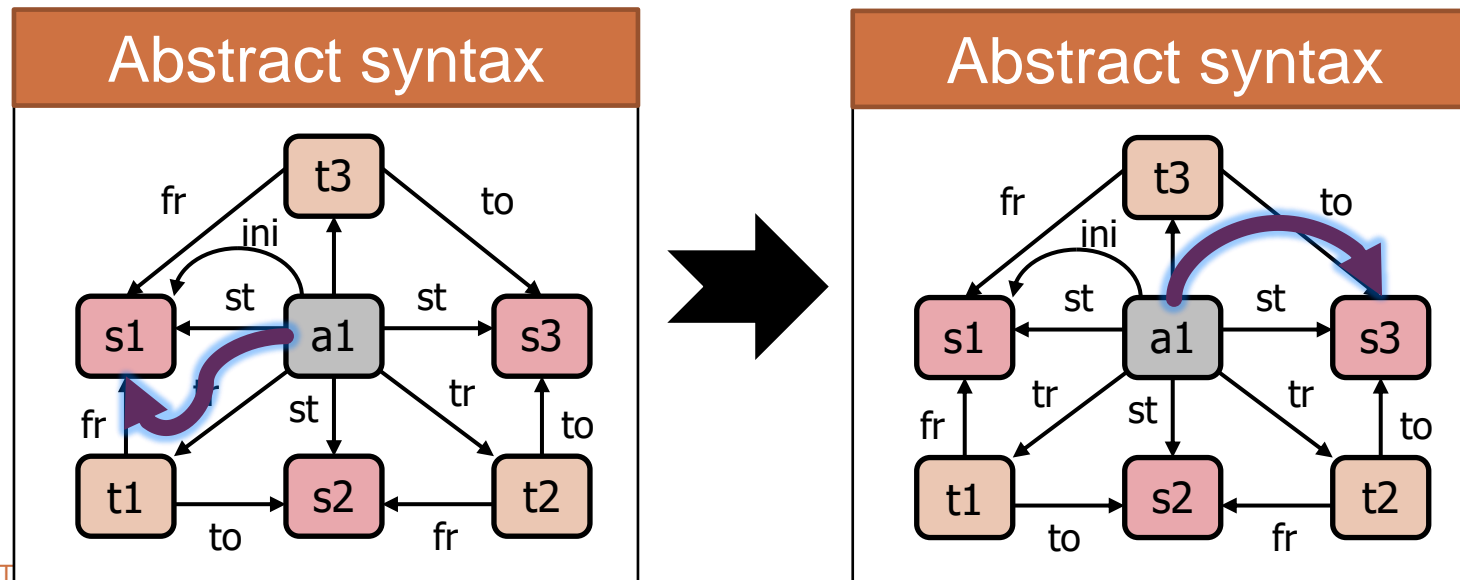 Abstract syntax
t3
fr
to
ini
st
st
s1
a1
s3
tr
tr
fr
st
to
t1
s2
t2
to
fr
T
Abstract syntax
t3
fr
to
ini
st
st
s1
a1
s3
tr
tr
fr
st
to
t1
s2
t2
to
fr